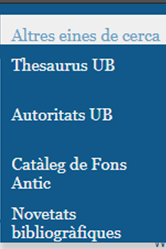 Altres eines de cerca
Thesaurus UB
Autoritats UB
Catàleg de Fons
Antic
Novetats
bibliogràfiques